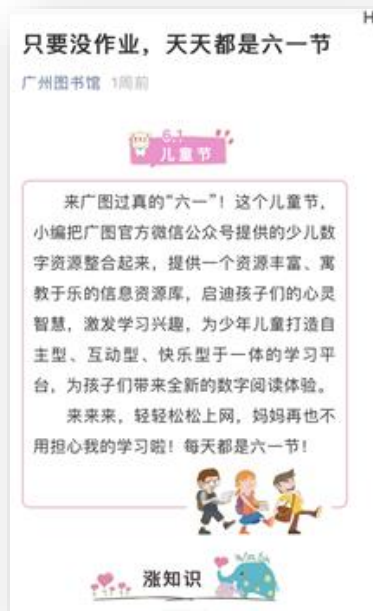 H
只要没作业，天天都是六一节
广州图书馆 1周前
6.1
儿童节
来广图过真的“六一”！这个儿童节，
小编把广图官方微信公众号提供的少儿数
字资源整合起来，提供一个资源丰富、寓
教于乐的信息资源库，启迪孩子们的心灵
智慧，激发学习兴趣，为少年儿童打造自
主型、互动型、快乐型于一体的学习平
台，为孩子们带来全新的数字阅读体验。
来来来，轻轻松松上网，妈妈再也不
用担心我的学习啦！每天都是六一节！
涨知识